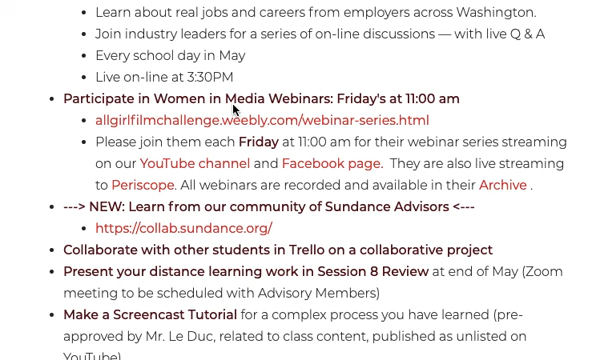 Learn about real jobs and careers from employers across Washington.
Join industry leaders for a series of on-line discussions — with live Q & A
Every school day in May
Live on-line at 3:30PM
Participate in Women in Media Webinars: Friday's at 11:00 am
allgirlfilmchallenge.weebly.com/webinar-series.html
Please join them each Friday at 11:00 am for their webinar series streaming
on our YouTube channel and Facebook page.  They are also live streaming
to Periscope. All webinars are recorded and available in their Archive .
---> NEW: Learn from our community of Sundance Advisors <---
https://collab.sundance.org/
Collaborate with other students in Trello on a collaborative project
Present your distance learning work in Session 8 Review at end of May (Zoom
meeting to be scheduled with Advisory Members)
Make a Screencast Tutorial for a complex process you have learned (pre-
approved by Mr. Le Duc, related to class content, published as unlisted on
YouTube)